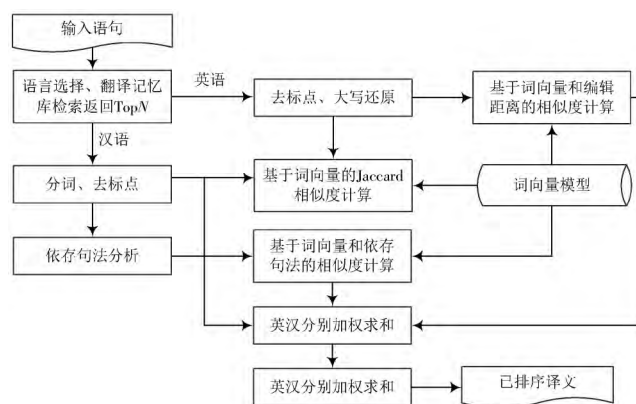 输入语句
语言选择、翻译记忆
库检索返回TopN
英语
去标点、大写还原
基于词向量和编辑
距离的相似度计算
汉语
分词、去标点
基于词向量的Jaccard
相似度计算
词向量模型
依存句法分析
基于词向量和依存
句法的相似度计算
英汉分别加权求和
英汉分别加权求和
已排序译文